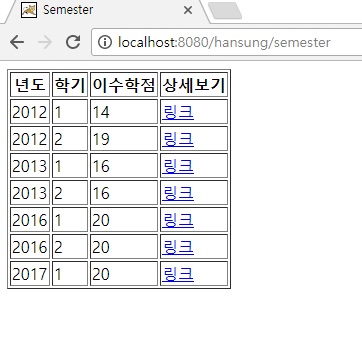 Semester
localhost:8080/hansung/semester
년도 학기 이수학점 상세보기
2012 1 14 링크
2012 2 19 링크
2013 1 16 링크
2013 2 16 링크
2016 1 20 링크
2016 2 20 링크
2017 1 20 링크